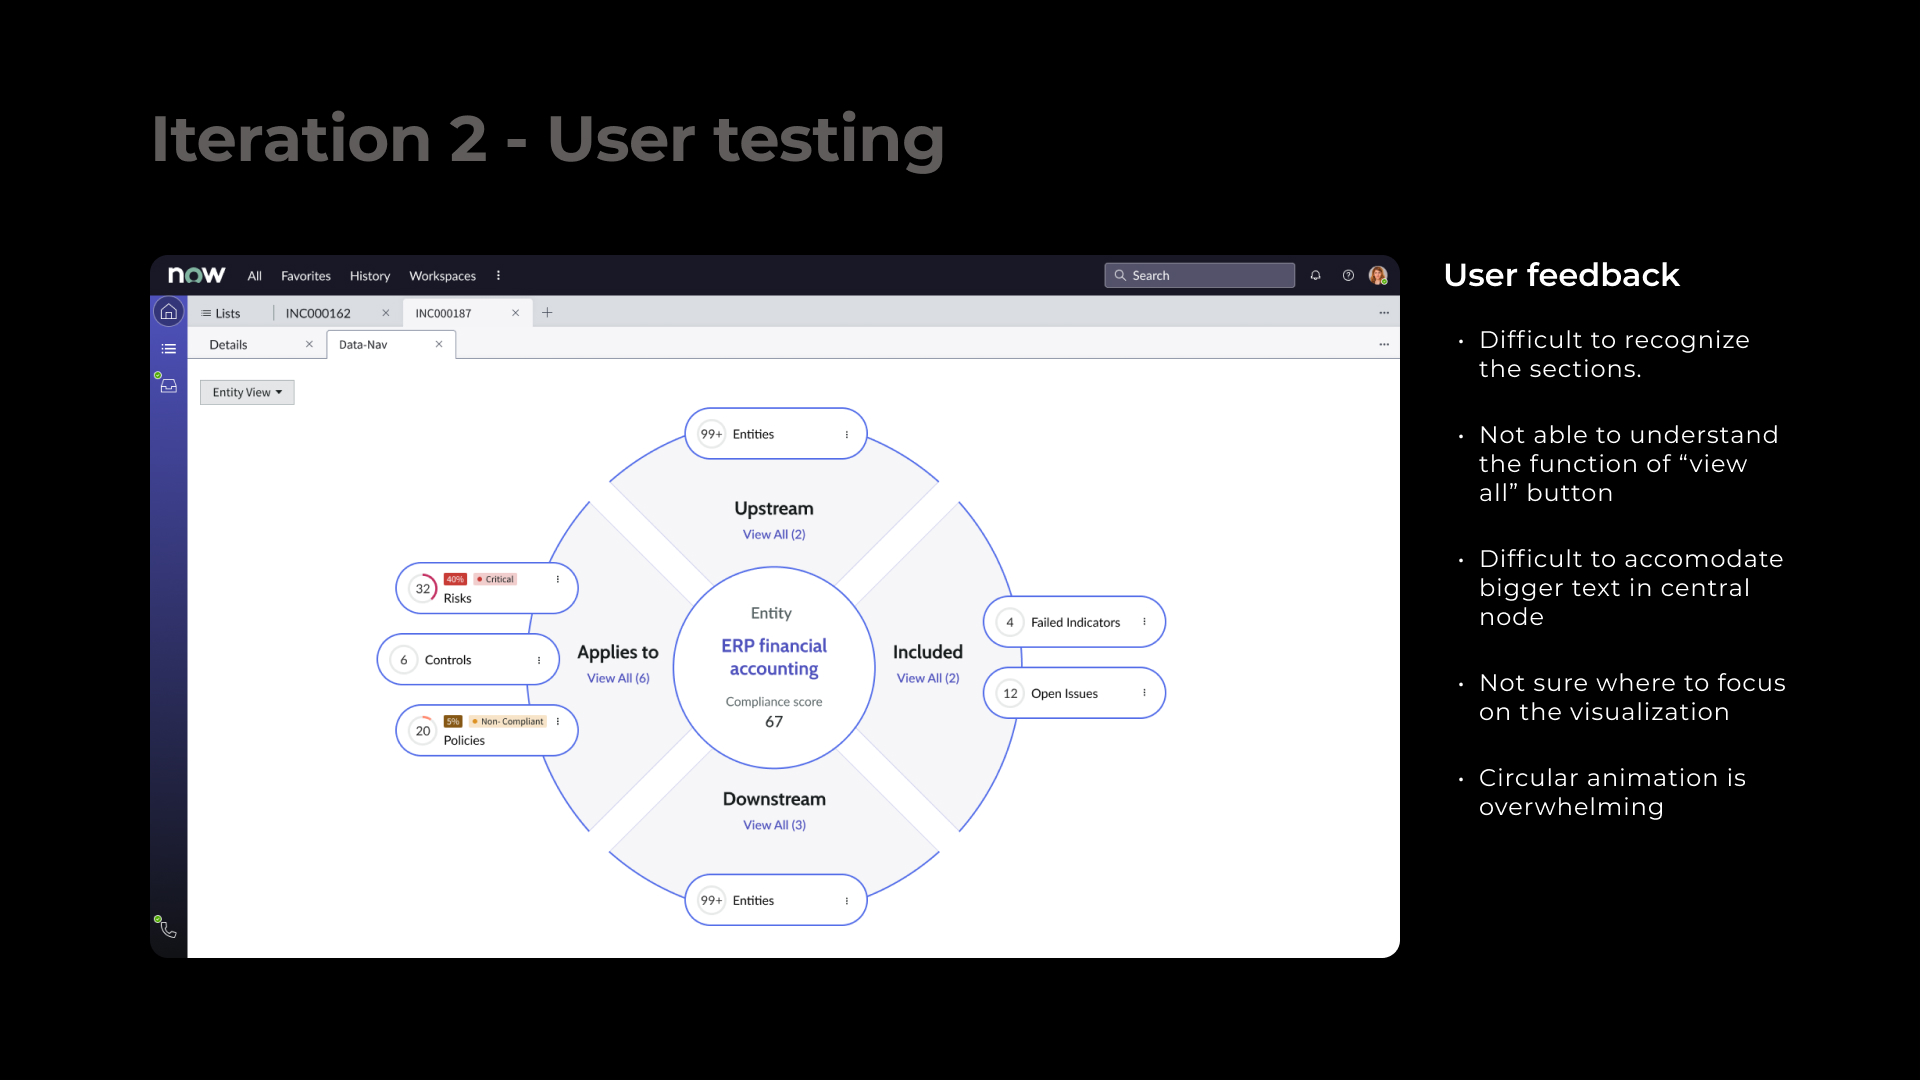 Iteration 2 - User testing
now All Favorites History Workspaces Search
Lists INC000162 INC000187
Details Data-Nav
Entity View
99+ Entities
Upstream
View All (2)
32 40% Critical
Risks
6 Controls
20 5% Non- Compliant
Policies
Applies to
View All (6)
Entity
ERP financial
accounting
Compliance score
67
Included
View All (2)
4 Failed Indicators
12 Open Issues
Downstream
View All (3)
99+ Entities
User feedback
• Difficult to recognize
the sections.
• Not able to understand
the function of “view
all” button
• Difficult to accomodate
bigger text in central
node
• Not sure where to focus
on the visualization
• Circular animation is
overwhelming